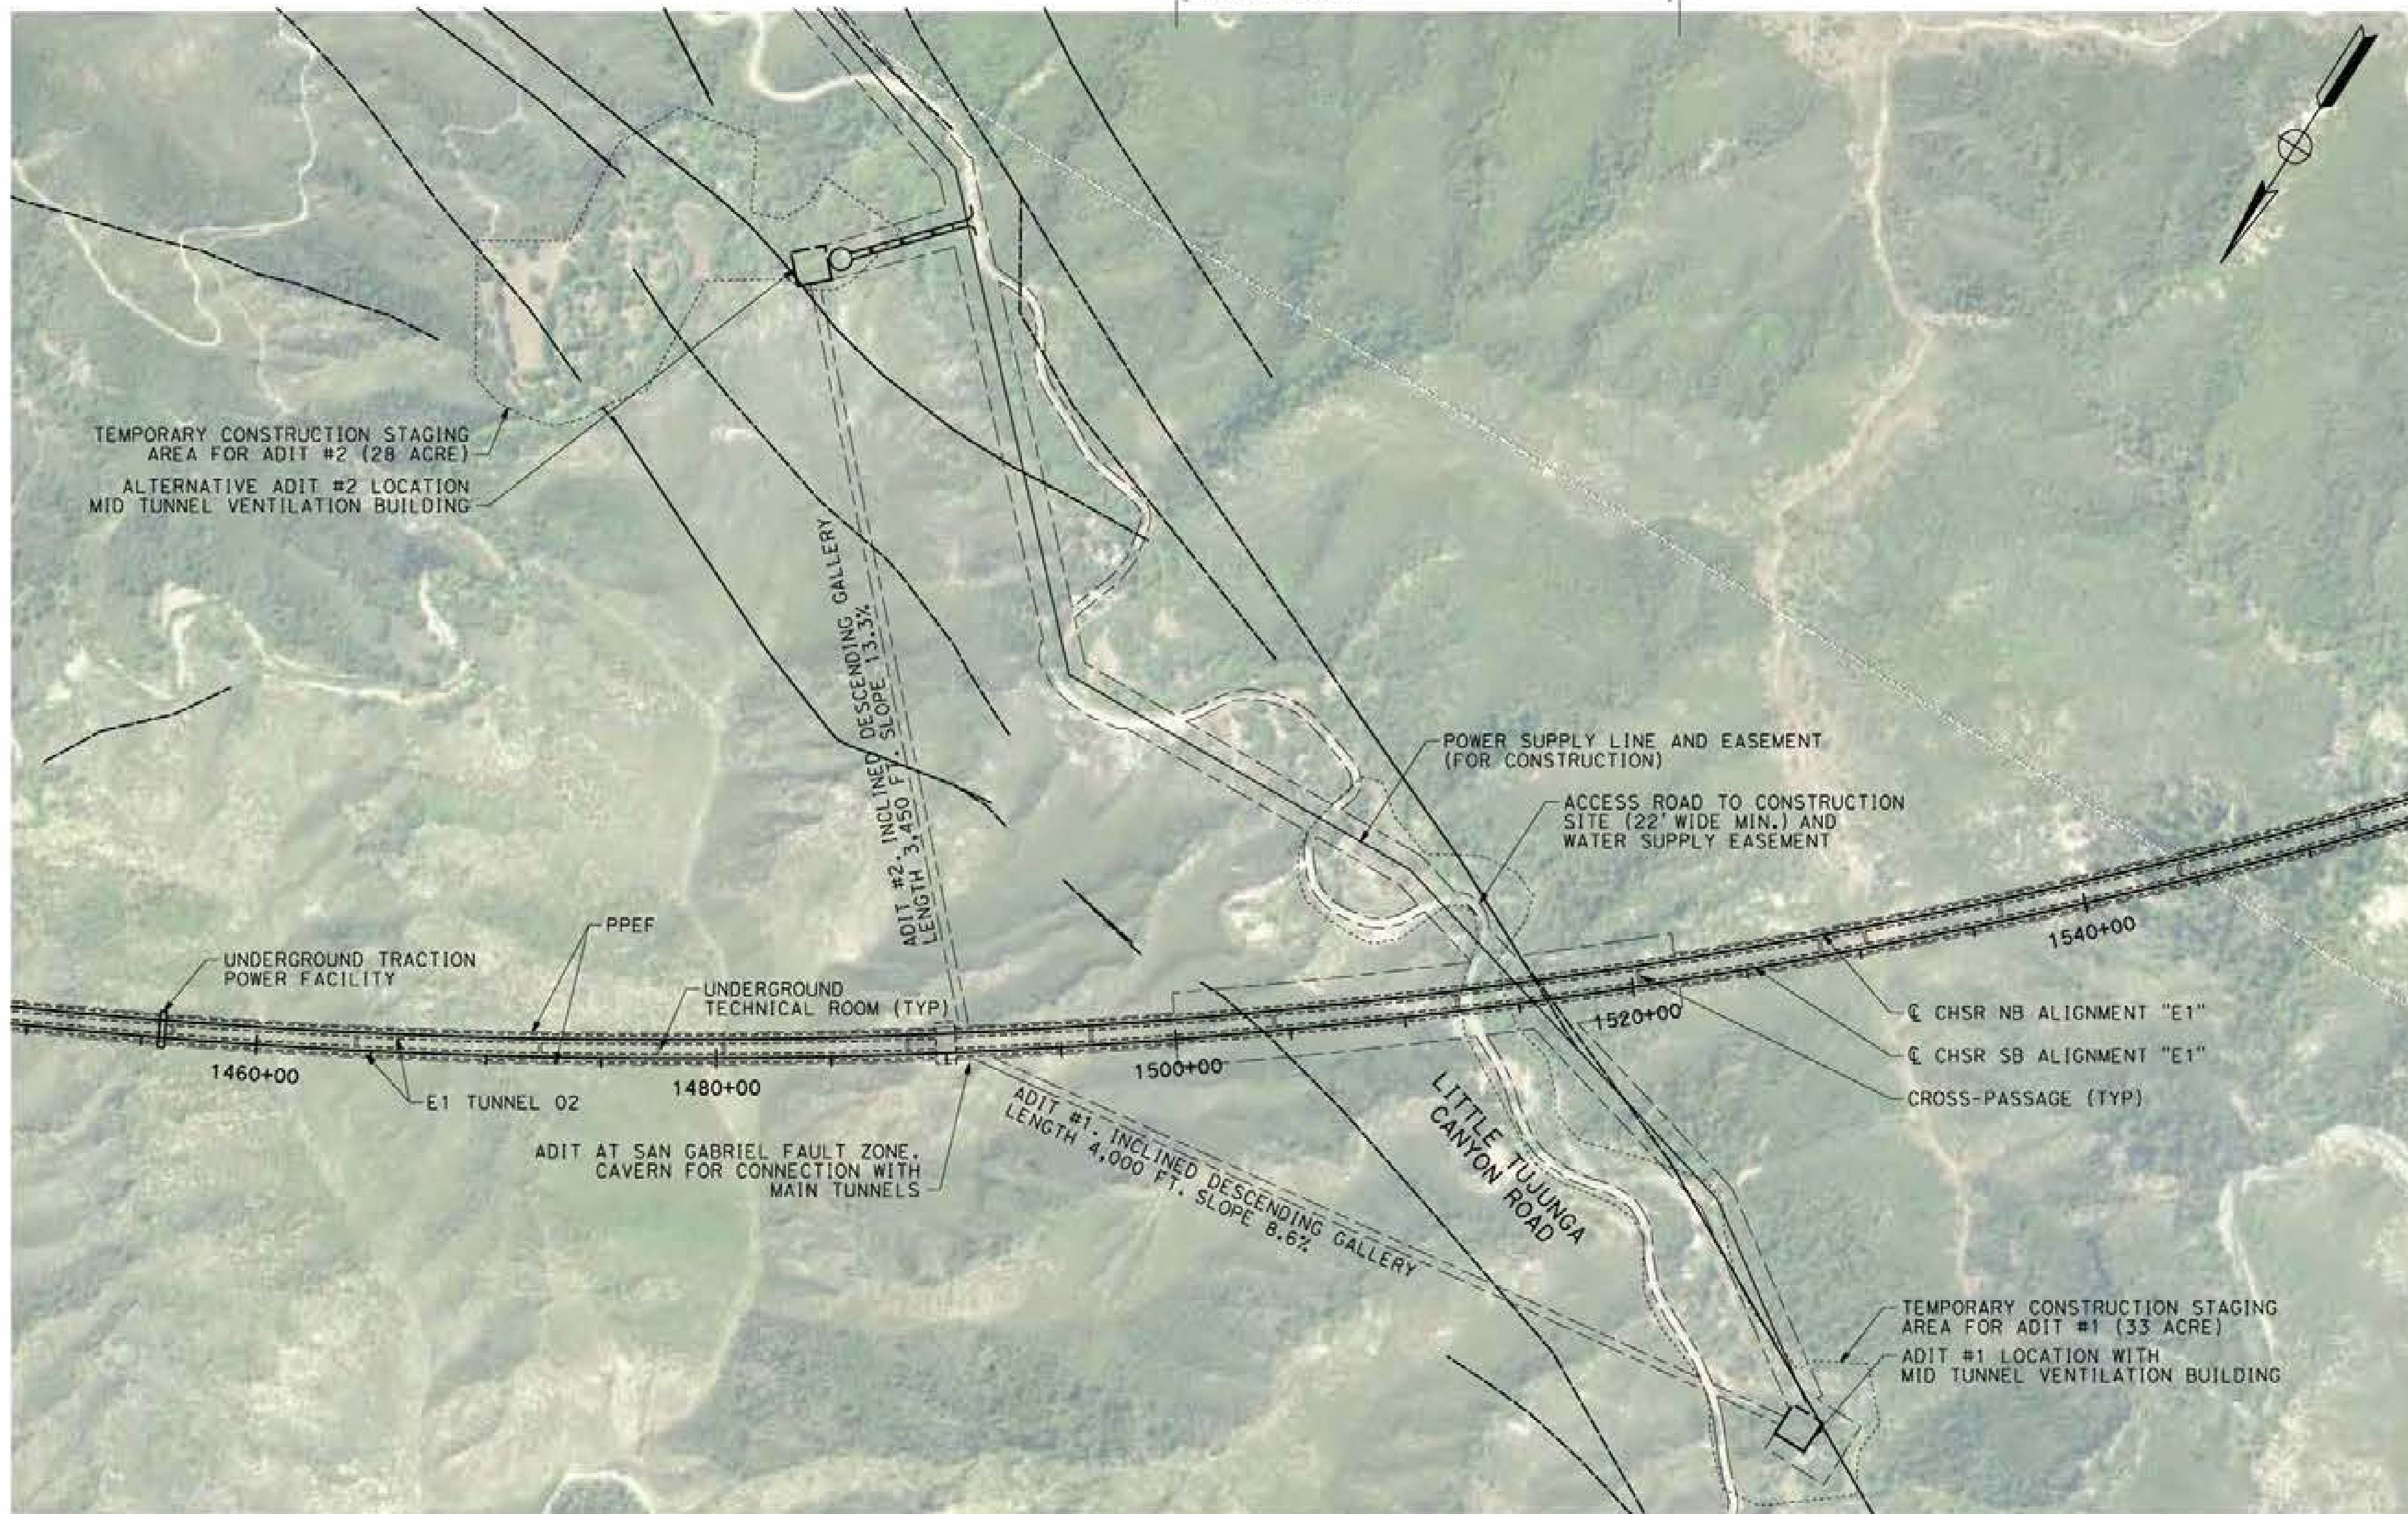 TEMPORARY CONSTRUCTION STAGING
AREA FOR ADIT #2 (28 ACRE)
ALTERNATIVE ADIT #2 LOCATION
MID TUNNEL VENTILATION BUILDING
ADIT #2. INCLINED DESCENDING GALLERY
LENGTH 3,450 FT. SLOPE 13.3%
POWER SUPPLY LINE AND EASEMENT
(FOR CONSTRUCTION)
ACCESS ROAD TO CONSTRUCTION
SITE (22' WIDE MIN.) AND
WATER SUPPLY EASEMENT
PPEF
UNDERGROUND TRACTION
POWER FACILITY
UNDERGROUND
TECHNICAL ROOM (TYP)
1460+00
1480+00
1500+00
1520+00
1540+00
E1 TUNNEL 02
℄ CHSR NB ALIGNMENT "E1"
℄ CHSR SB ALIGNMENT "E1"
CROSS-PASSAGE (TYP)
ADIT AT SAN GABRIEL FAULT ZONE.
CAVERN FOR CONNECTION WITH
MAIN TUNNELS
ADIT #1. INCLINED DESCENDING GALLERY
LENGTH 4,000 FT. SLOPE 8.6%
LITTLE TUJUNGA
CANYON ROAD
TEMPORARY CONSTRUCTION STAGING
AREA FOR ADIT #1 (33 ACRE)
ADIT #1 LOCATION WITH
MID TUNNEL VENTILATION BUILDING